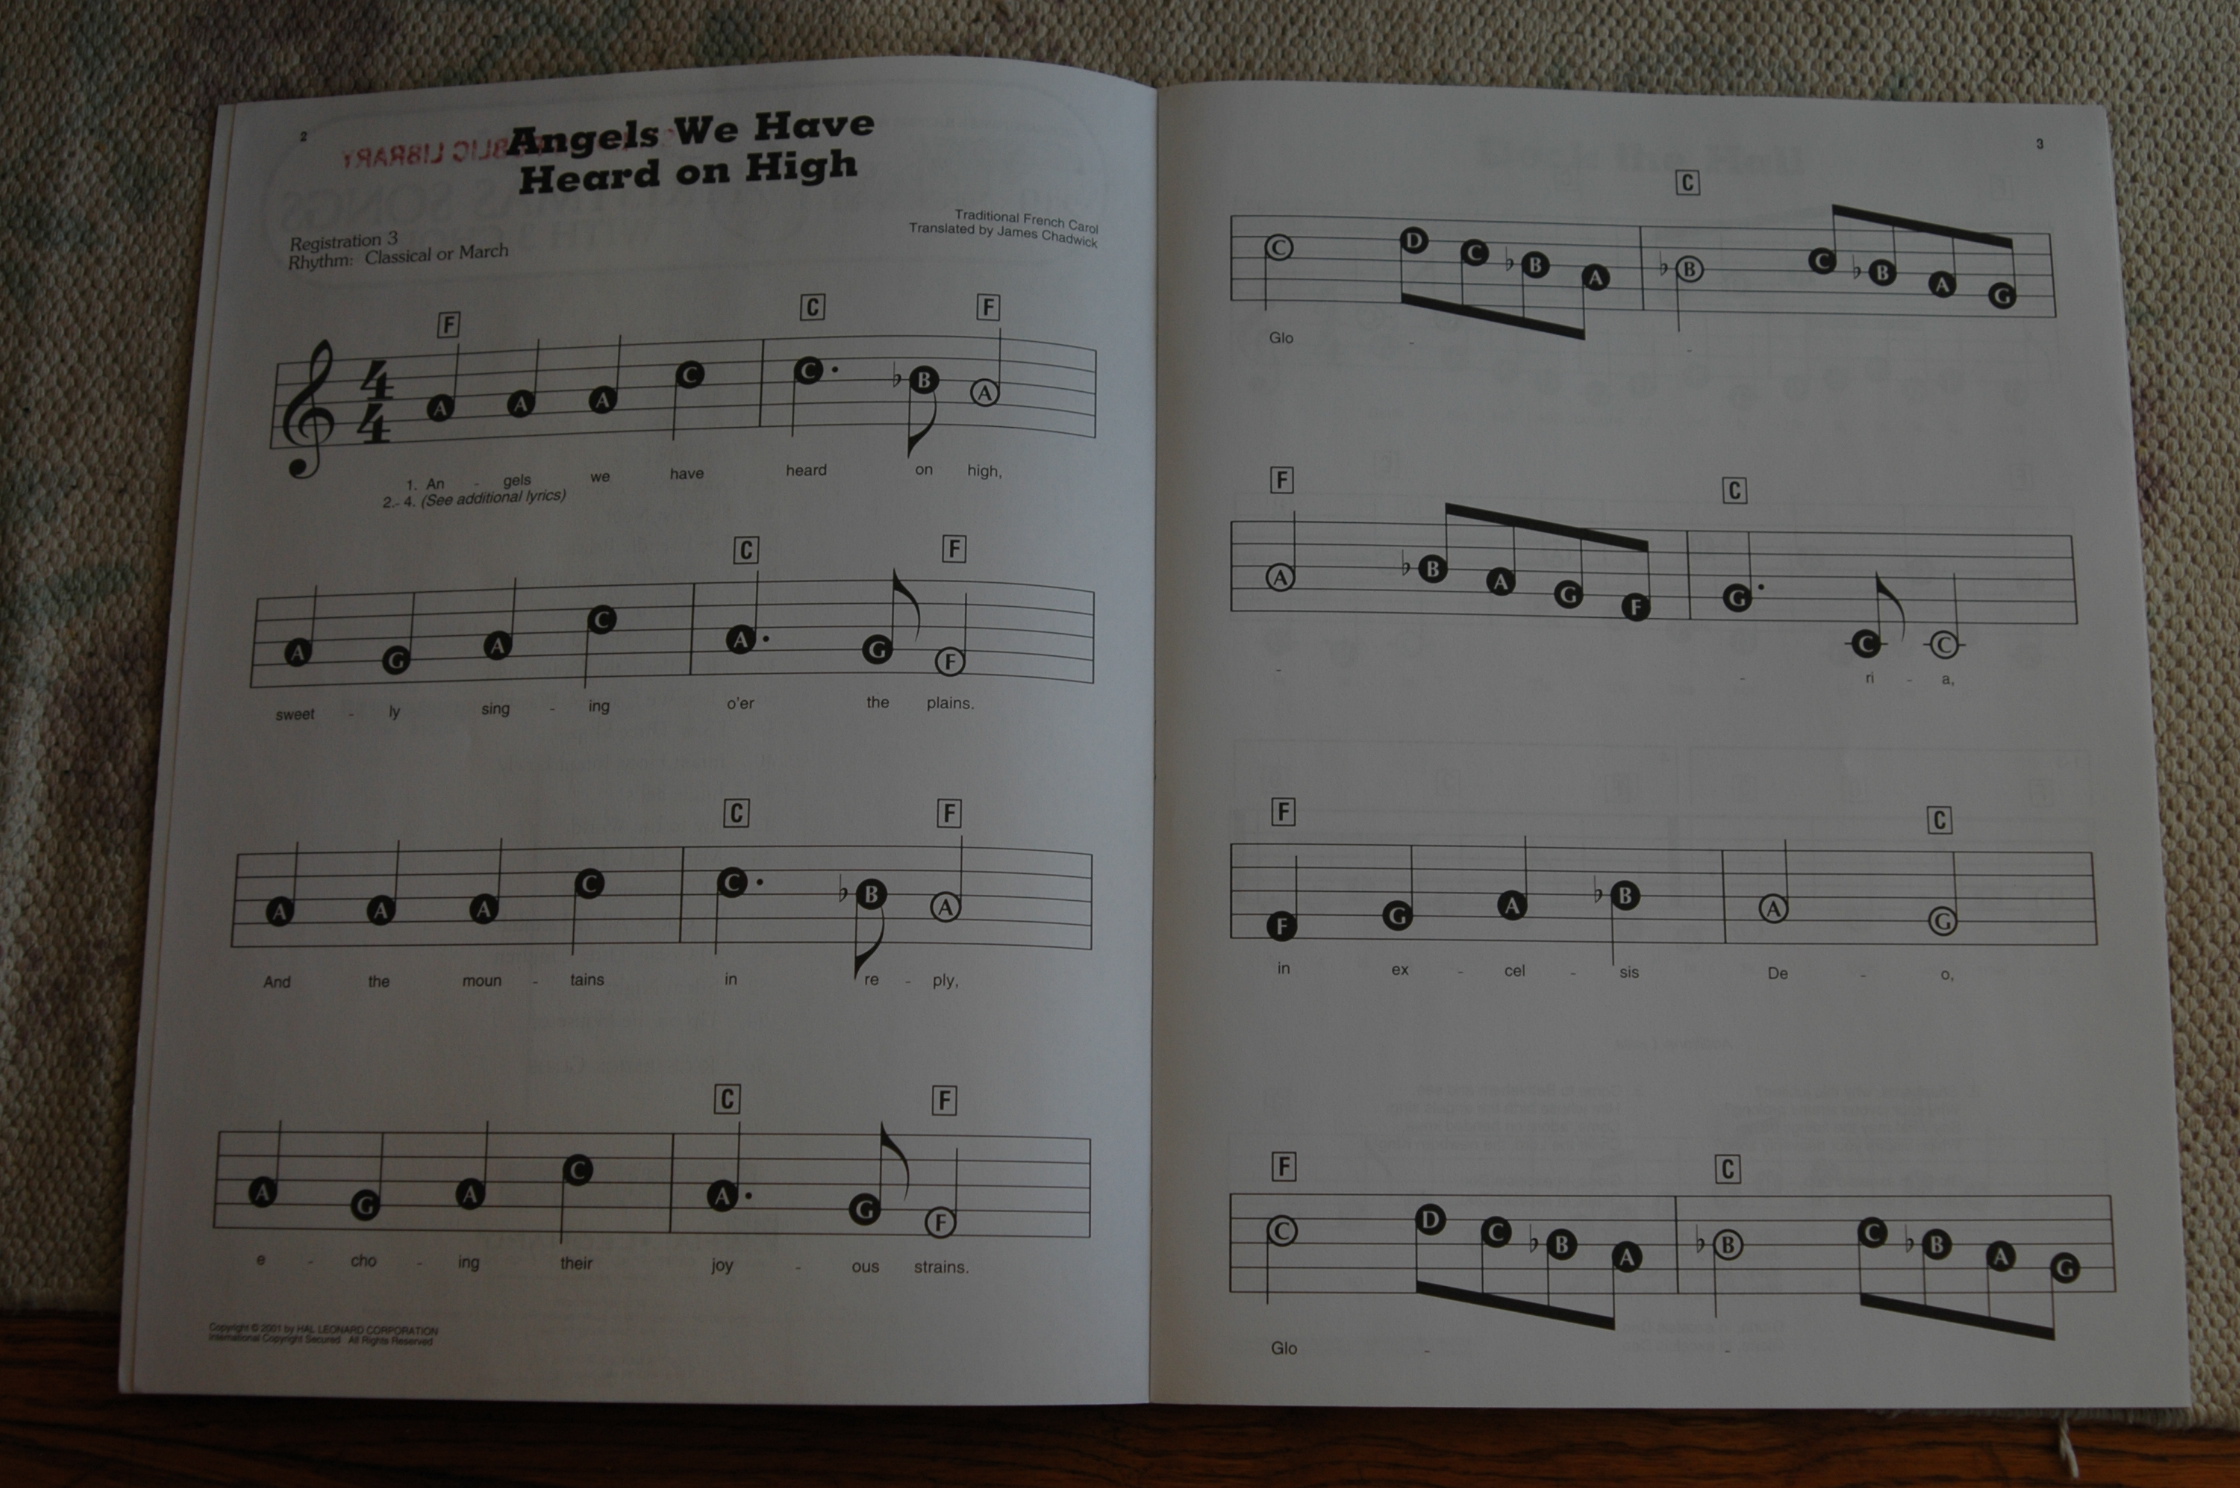 2
Angels We Have
Heard on High
Traditional French Carol
Translated by James Chadwick
Registration 3
Rhythm: Classical or March
F C F
4
4
A A A C C B A
1. An - gels we have heard on high,
2.- 4. (See additional lyrics)
C F
A G A C A G F
sweet - ly sing - ing o'er the plains.
C F
A A A C C B A
And the moun - tains in re - ply,
C F
A G A C A G F
e - cho - ing their joy - ous strains.
Copyright © 2001 by HAL LEONARD CORPORATION
International Copyright Secured All Rights Reserved
3
C
C D C B A B C B A G
Glo - -
F C
A B A G F G C C
- - ri - a,
F C
F G A B A G
in ex - cel - sis De - o,
F C
C D C B A B C B A G
Glo - -